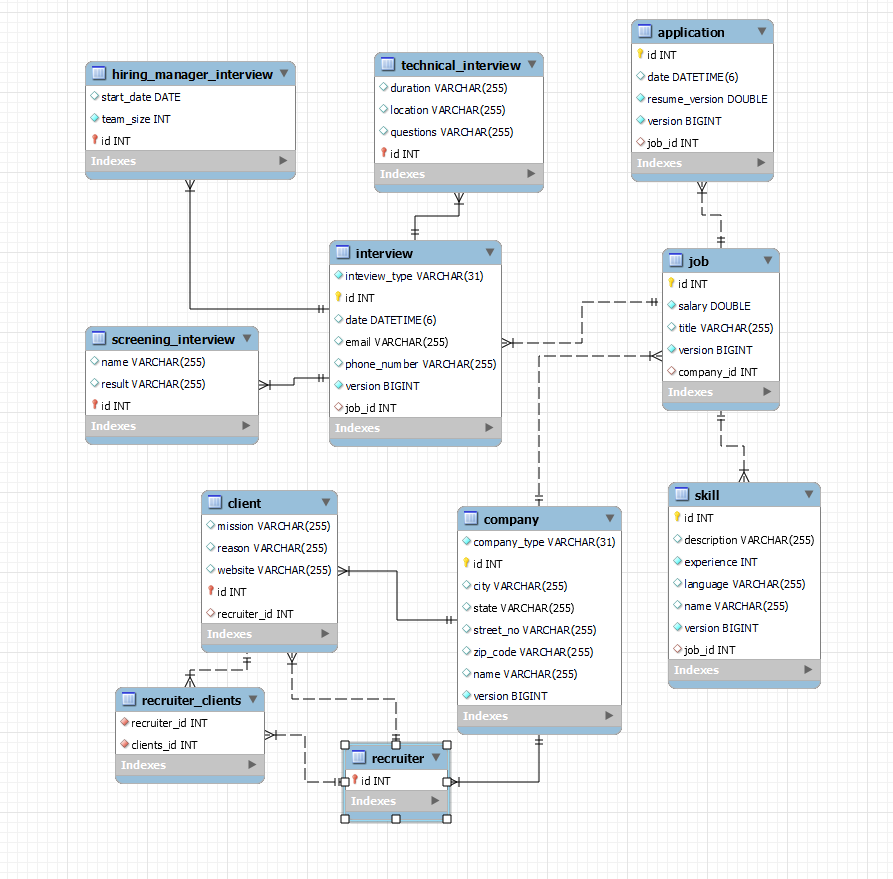 hiring_manager_interview
start_date DATE
team_size INT
id INT
Indexes
technical_interview
duration VARCHAR(255)
location VARCHAR(255)
questions VARCHAR(255)
id INT
Indexes
application
id INT
date DATETIME(6)
resume_version DOUBLE
version BIGINT
job_id INT
Indexes
interview
inteview_type VARCHAR(31)
id INT
date DATETIME(6)
email VARCHAR(255)
phone_number VARCHAR(255)
version BIGINT
job_id INT
Indexes
job
id INT
salary DOUBLE
title VARCHAR(255)
version BIGINT
company_id INT
Indexes
screening_interview
name VARCHAR(255)
result VARCHAR(255)
id INT
Indexes
client
mission VARCHAR(255)
reason VARCHAR(255)
website VARCHAR(255)
id INT
recruiter_id INT
Indexes
company
company_type VARCHAR(31)
id INT
city VARCHAR(255)
state VARCHAR(255)
street_no VARCHAR(255)
zip_code VARCHAR(255)
name VARCHAR(255)
version BIGINT
Indexes
skill
id INT
description VARCHAR(255)
experience INT
language VARCHAR(255)
name VARCHAR(255)
version BIGINT
job_id INT
Indexes
recruiter_clients
recruiter_id INT
clients_id INT
Indexes
recruiter
id INT
Indexes